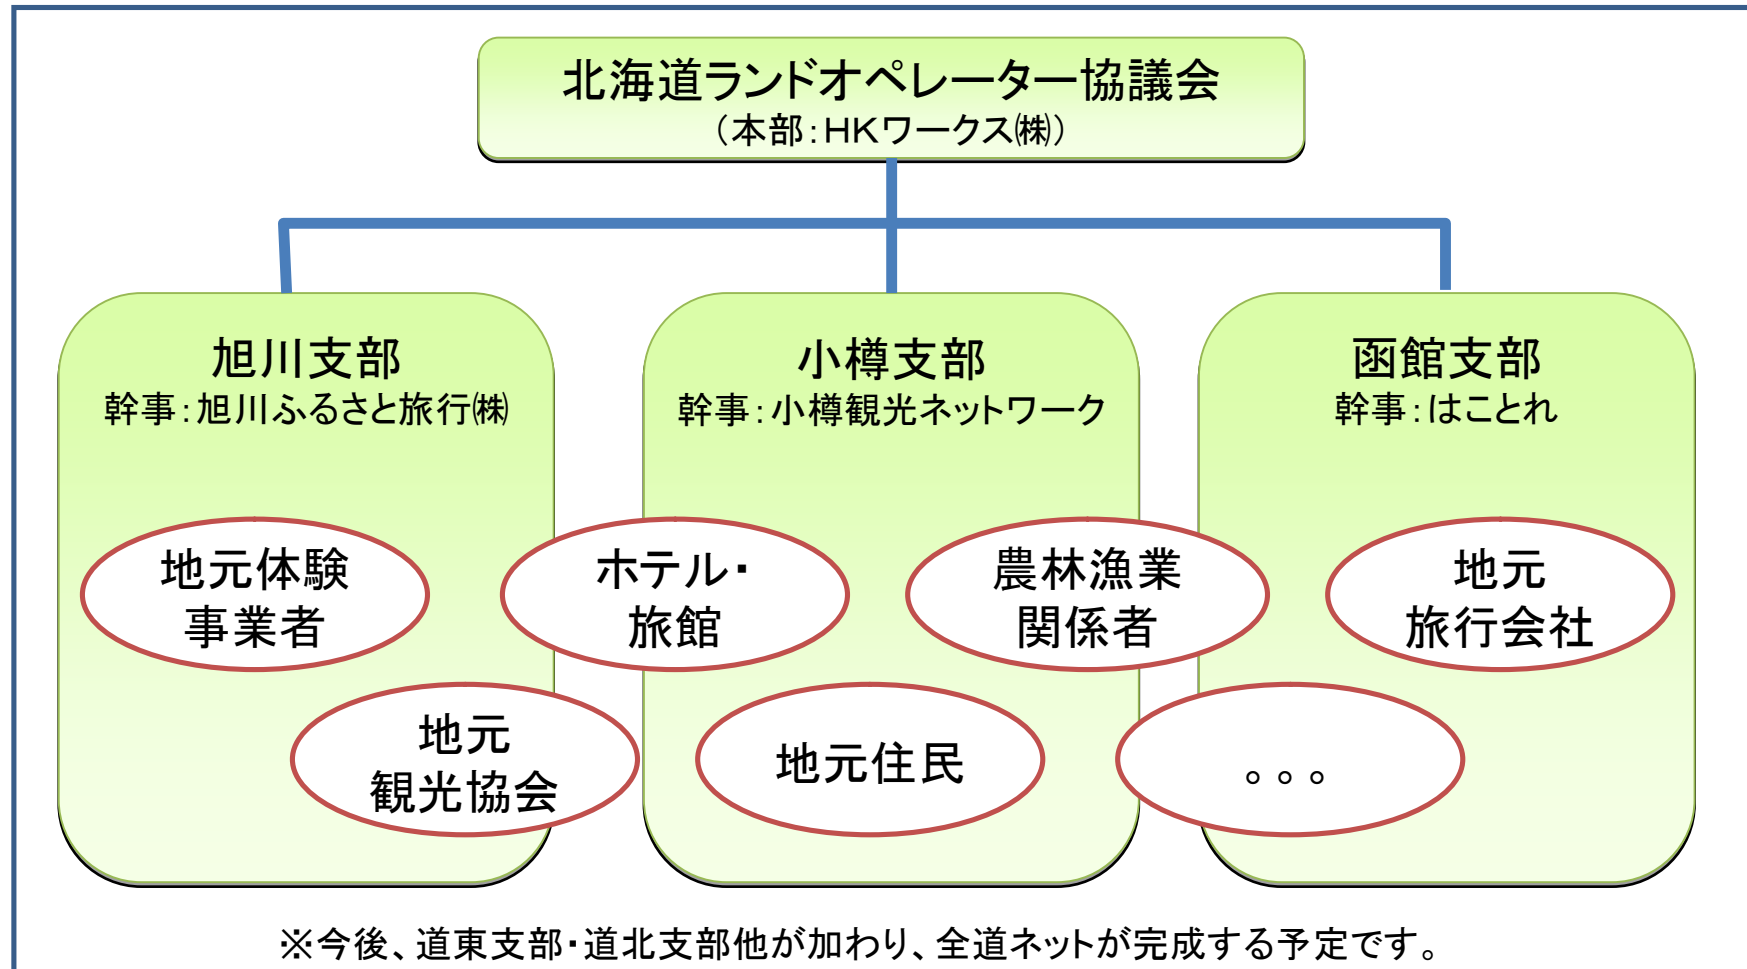 北海道ランドオペレーター協議会
（本部：ＨＫワークス㈱）
旭川支部
幹事：旭川ふるさと旅行㈱
小樽支部
幹事：小樽観光ネットワーク
函館支部
幹事：はことれ
地元体験
事業者
ホテル・
旅館
農林漁業
関係者
地元
旅行会社
地元
観光協会
地元住民
。。。
※今後、道東支部・道北支部他が加わり、全道ネットが完成する予定です。